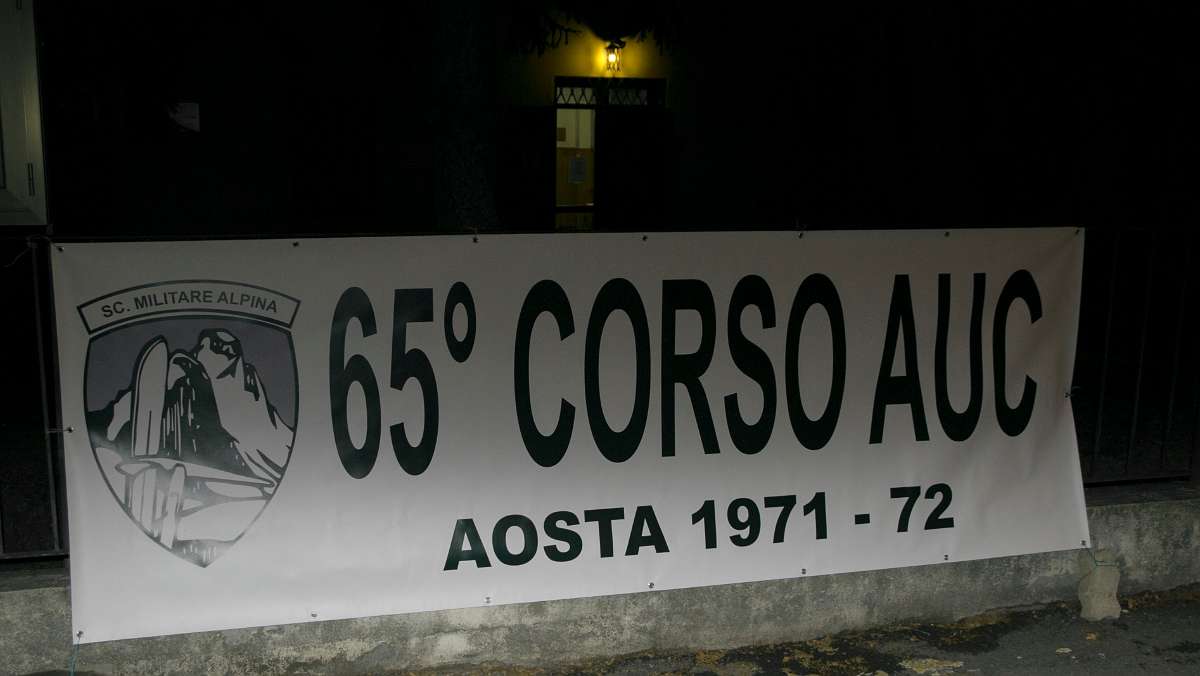 SC. MILITARE ALPINA
65° CORSO AUC
AOSTA 1971 - 72